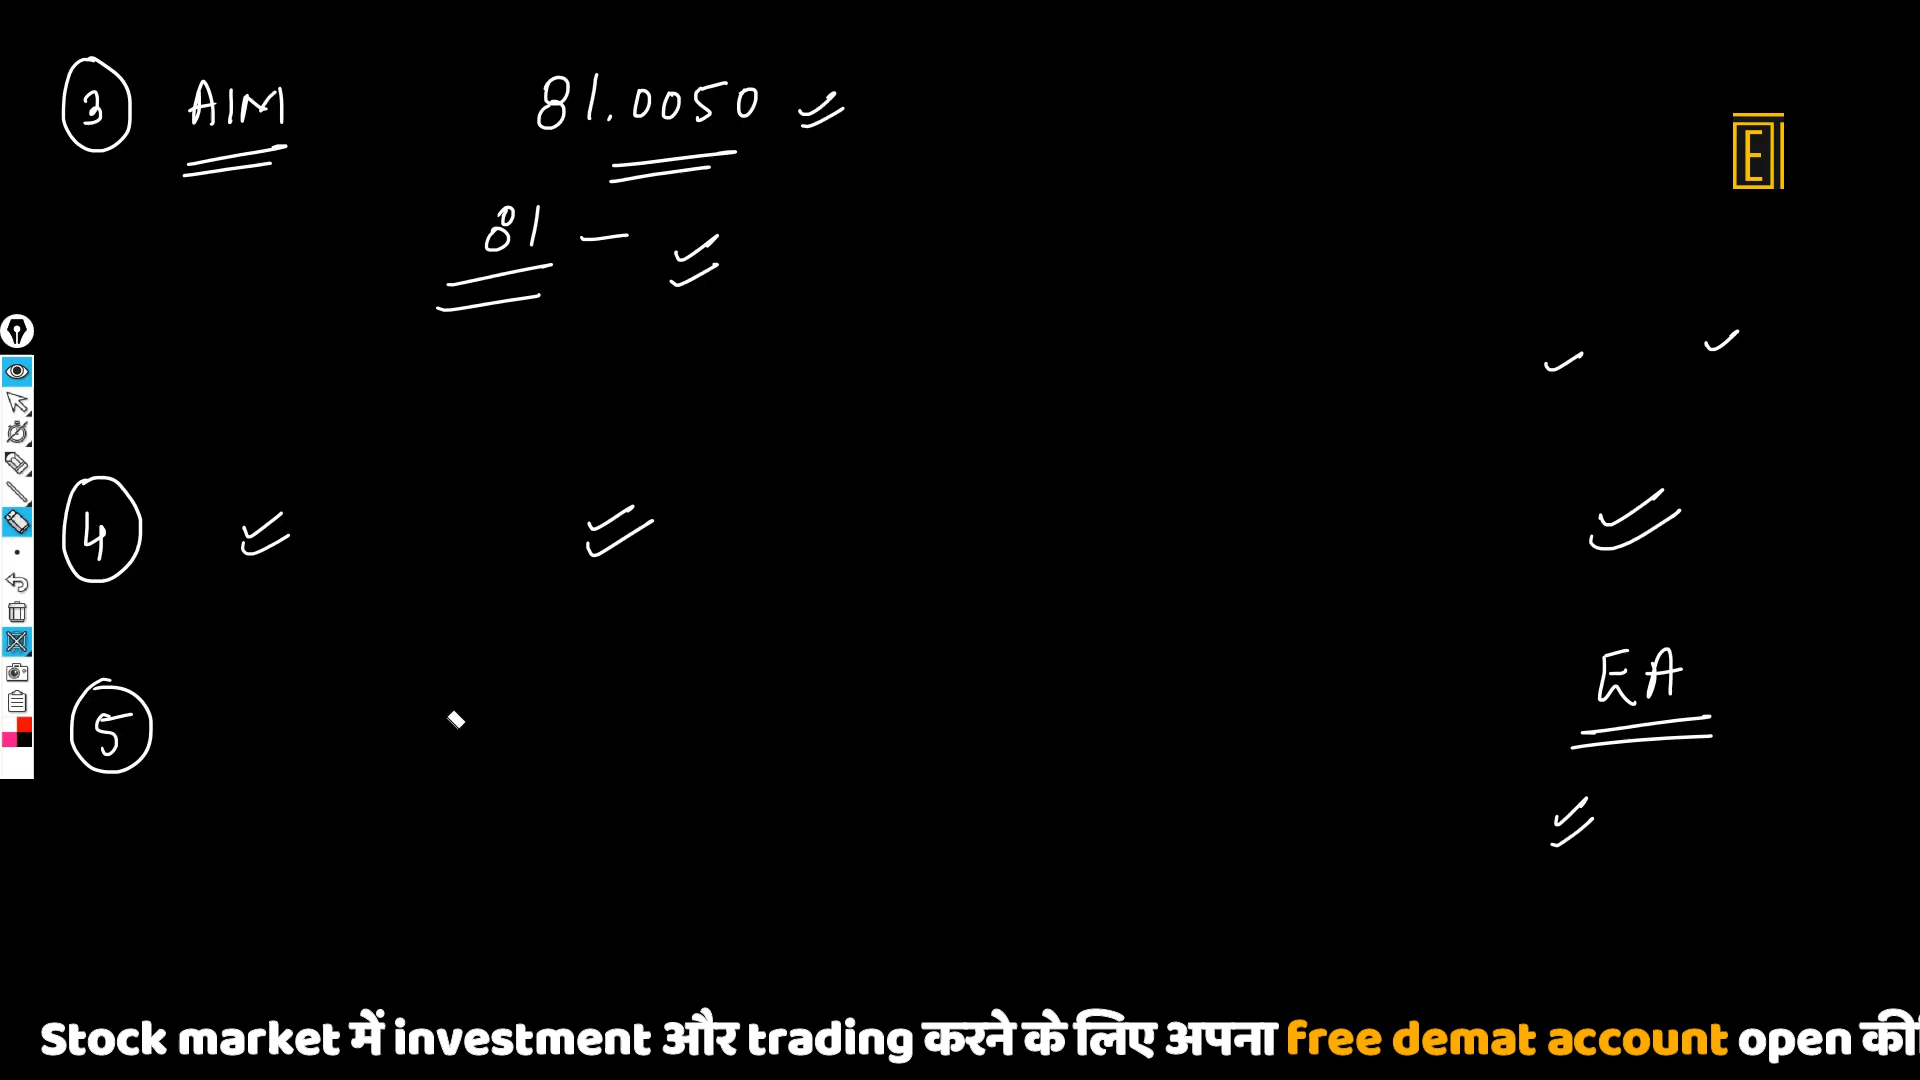 3 AIM 81.0050
E
81 –
4
EA
5
Stock market में investment और trading करने के लिए अपना free demat account open की